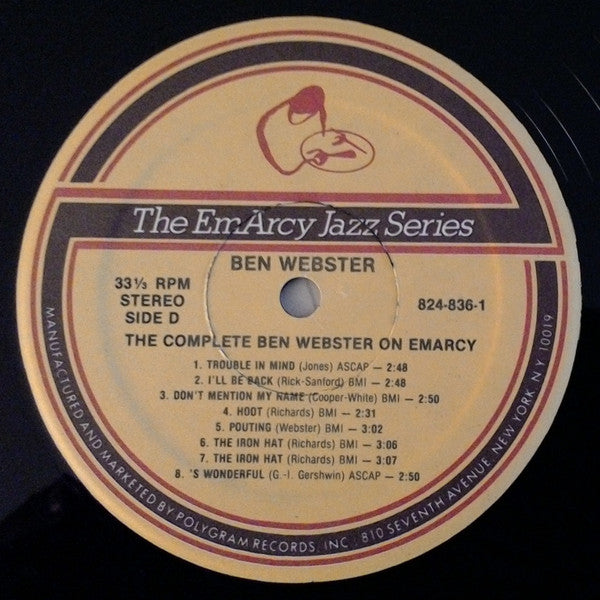 The EmArcy Jazz Series
BEN WEBSTER
33⅓ RPM
STEREO
SIDE D
824-836-1
THE COMPLETE BEN WEBSTER ON EMARCY
1. TROUBLE IN MIND (Jones) ASCAP — 2:48
2. I'LL BE BACK (Rick-Sanford) BMI — 2:48
3. DON'T MENTION MY NAME (Cooper-White) BMI — 2:50
4. HOOT (Richards) BMI — 2:31
5. POUTING (Webster) BMI — 3:02
6. THE IRON HAT (Richards) BMI — 3:06
7. THE IRON HAT (Richards) BMI — 3:07
8. 'S WONDERFUL (G.-I. Gershwin) ASCAP — 2:50
MANUFACTURED AND MARKETED BY POLYGRAM RECORDS, INC., 810 SEVENTH AVENUE, NEW YORK, N.Y. 10019